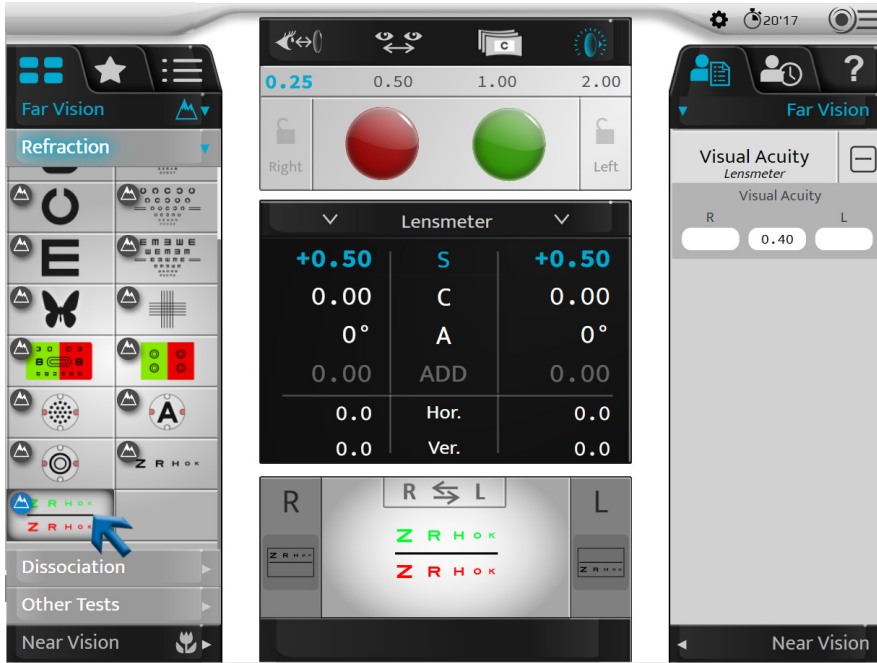 20'17
Far Vision
Refraction
Z R H O K
Z R H O K
Z R H O K
Dissociation
Other Tests
Near Vision
C
0.25 0.50 1.00 2.00
Right Left
Lensmeter
+0.50 S +0.50
0.00 C 0.00
0° A 0°
0.00 ADD 0.00
0.0 Hor. 0.0
0.0 Ver. 0.0
R R L L
Z R H O K
Z R H O K
Z R H O K
Z R H O K
?
Far Vision
Visual Acuity
Lensmeter
Visual Acuity
R L
0.40
Near Vision